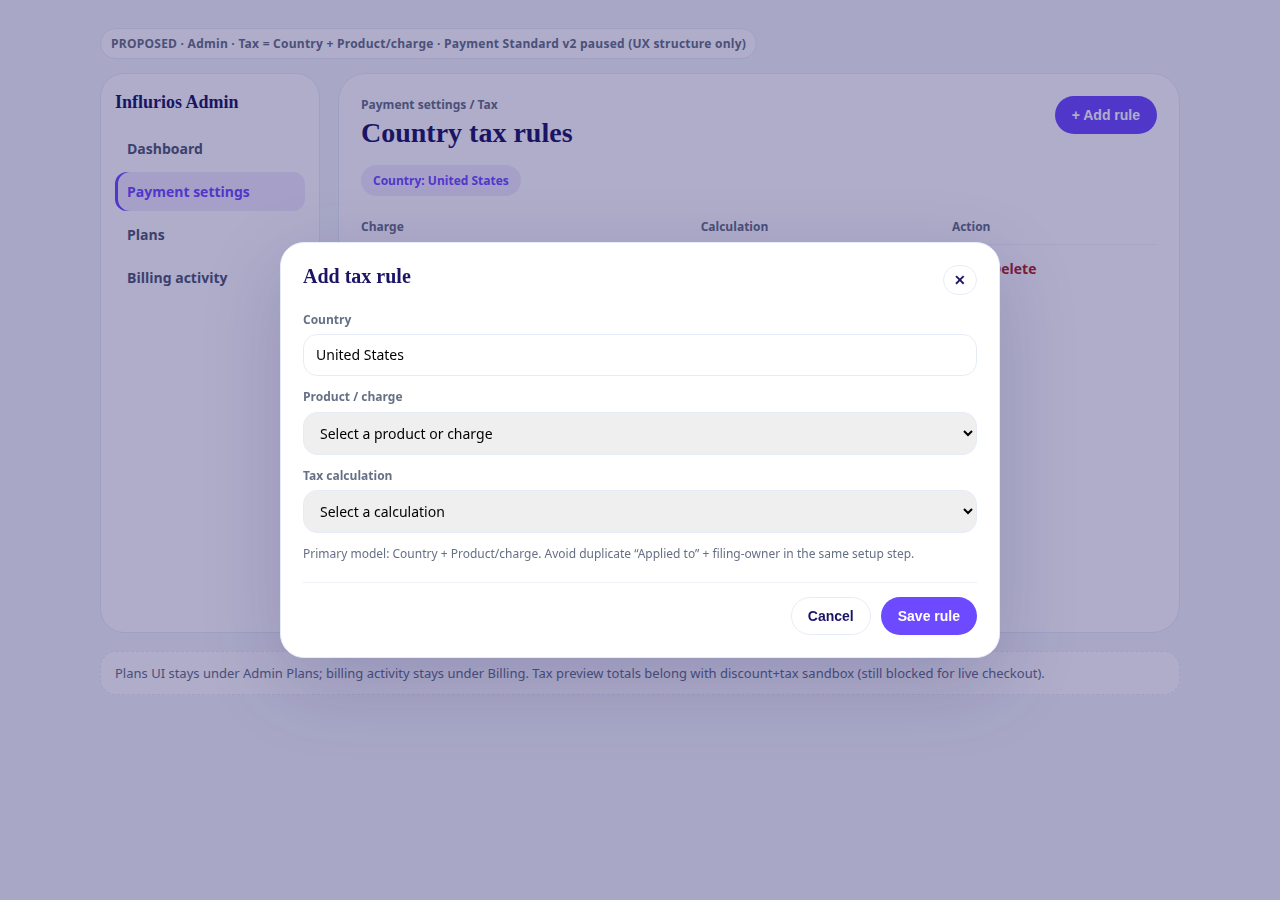 PROPOSED · Admin · Tax = Country + Product/charge · Payment Standard v2 paused (UX structure only)
Influrios Admin
Dashboard
Payment settings
Plans
Billing activity
Payment settings / Tax
Country tax rules
+ Add rule
Country: United States
Charge Calculation Action
Add tax rule
×
Country
United States
Product / charge
Select a product or charge
Tax calculation
Select a calculation
Primary model: Country + Product/charge. Avoid duplicate “Applied to” + filing-owner in the same setup step.
Cancel Save rule
Plans UI stays under Admin Plans; billing activity stays under Billing. Tax preview totals belong with discount+tax sandbox (still blocked for live checkout).